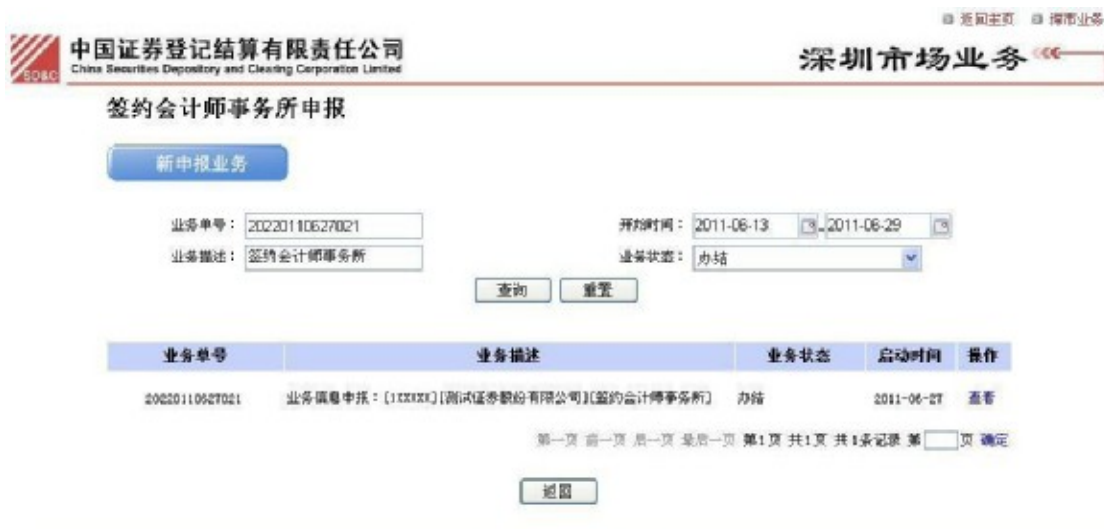 返回主页 深市业务
中国证券登记结算有限责任公司
China Securities Depository and Clearing Corporation Limited
SD&C
深圳市场业务
签约会计师事务所申报
新申报业务
业务单号： 20220110627021 开始时间： 2011-06-13 - 2011-06-29
业务描述： 签约会计师事务所 业务状态： 办结
查询 重置
业务单号 业务描述 业务状态 启动时间 操作
20220110627021 业务信息申报：[1XXXXX][测试证券股份有限公司][签约会计师事务所] 办结 2011-06-27 查看
第一页 前一页 后一页 最后一页 第1页 共1页 共1条记录 第 页 确定
返回